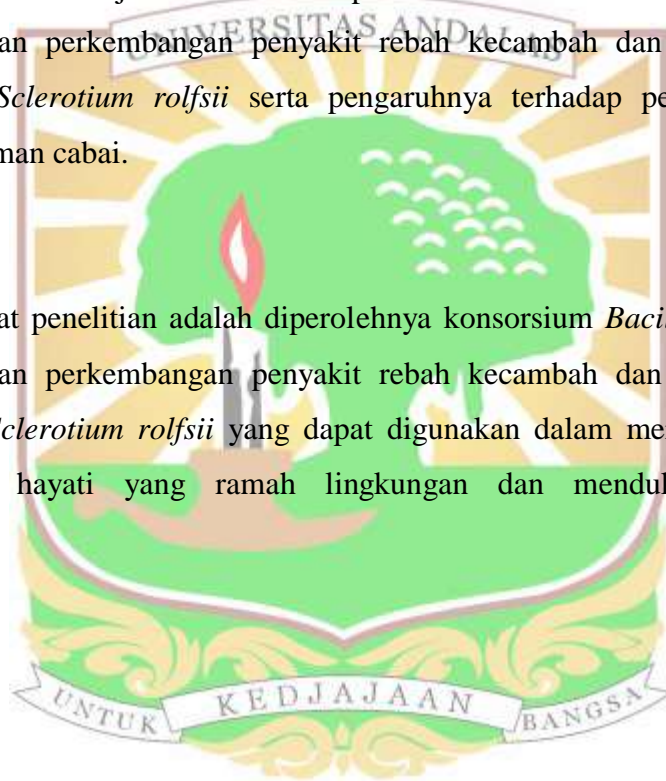 UNIVERSITAS ANDALAS
an perkembangan penyakit rebah kecambah dan
Sclerotium rolfsii serta pengaruhnya terhadap pe
man cabai.
at penelitian adalah diperolehnya konsorsium Baci
an perkembangan penyakit rebah kecambah dan
clerotium rolfsii yang dapat digunakan dalam me
hayati yang ramah lingkungan dan menduk
UNTUK KEDJAJAAN BANGSA